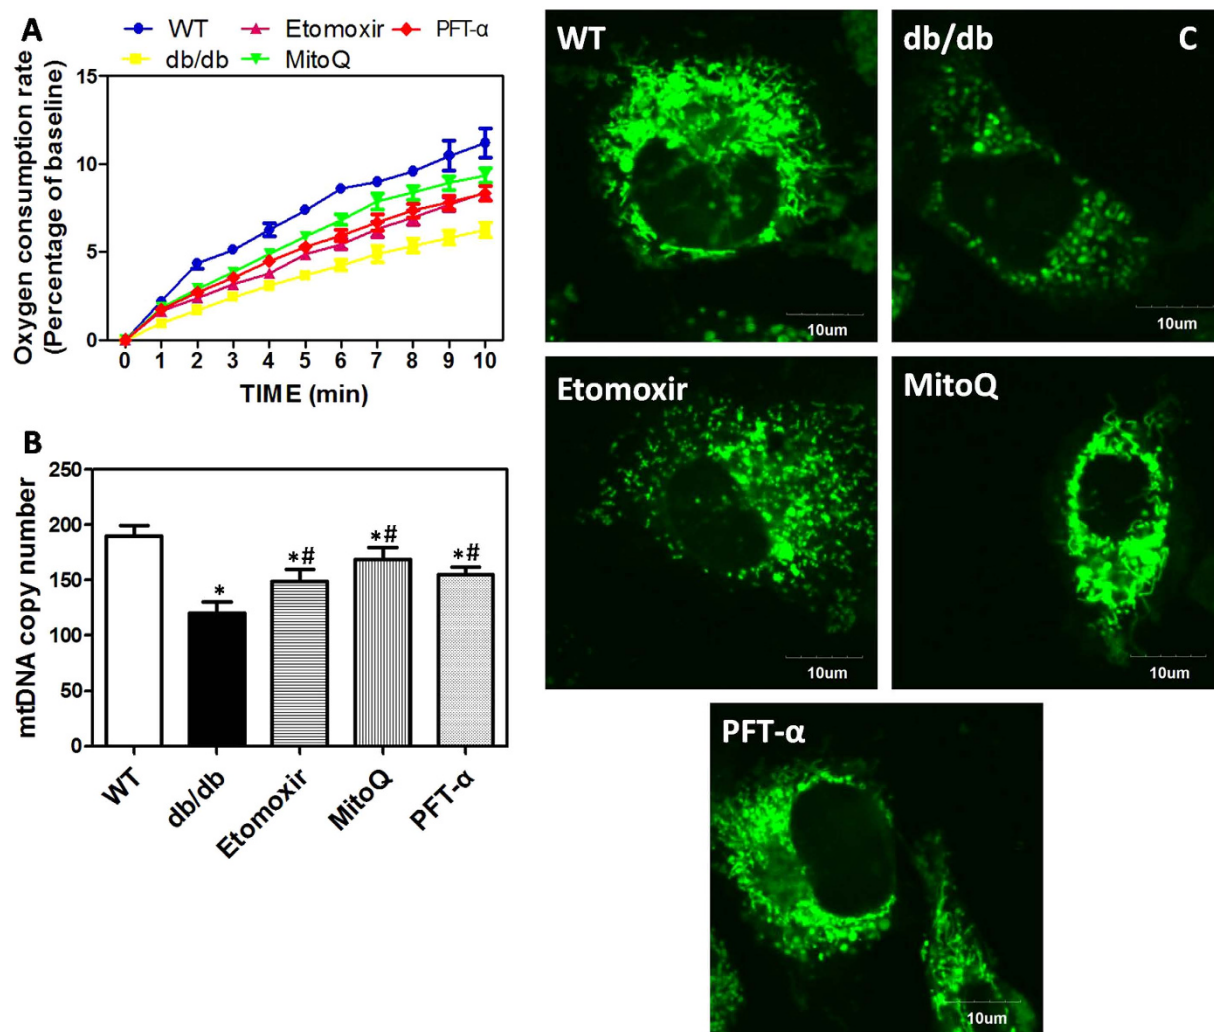 A
WT Etomoxir PFT-α
db/db MitoQ
Oxygen consumption rate
(Percentage of baseline)
15
10
5
0
0 1 2 3 4 5 6 7 8 9 10
TIME (min)
B
mtDNA copy number
250
200
150
100
50
0
*
*#
*#
*#
WT
db/db
Etomoxir
MitoQ
PFT-α
WT
10um
db/db C
10um
Etomoxir
10um
MitoQ
10um
PFT-α
10um